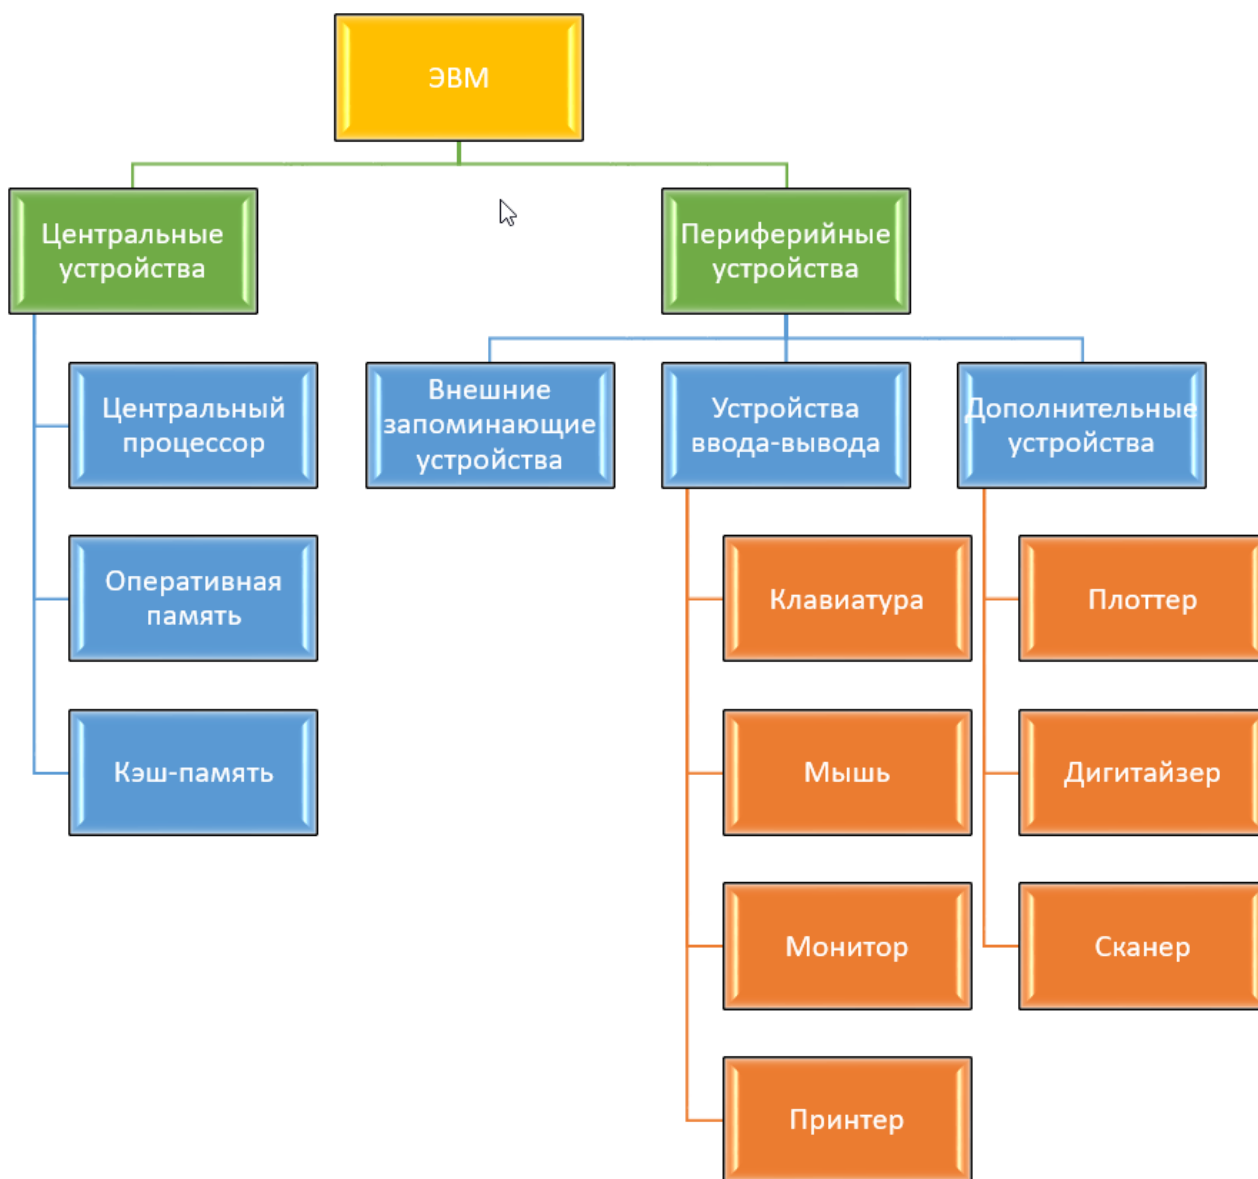 ЭВМ
Центральные
устройства
Периферийные
устройства
Центральный
процессор
Внешние
запоминающие
устройства
Устройства
ввода-вывода
Дополнительные
устройства
Оперативная
память
Клавиатура
Плоттер
Кэш-память
Мышь
Дигитайзер
Монитор
Сканер
Принтер